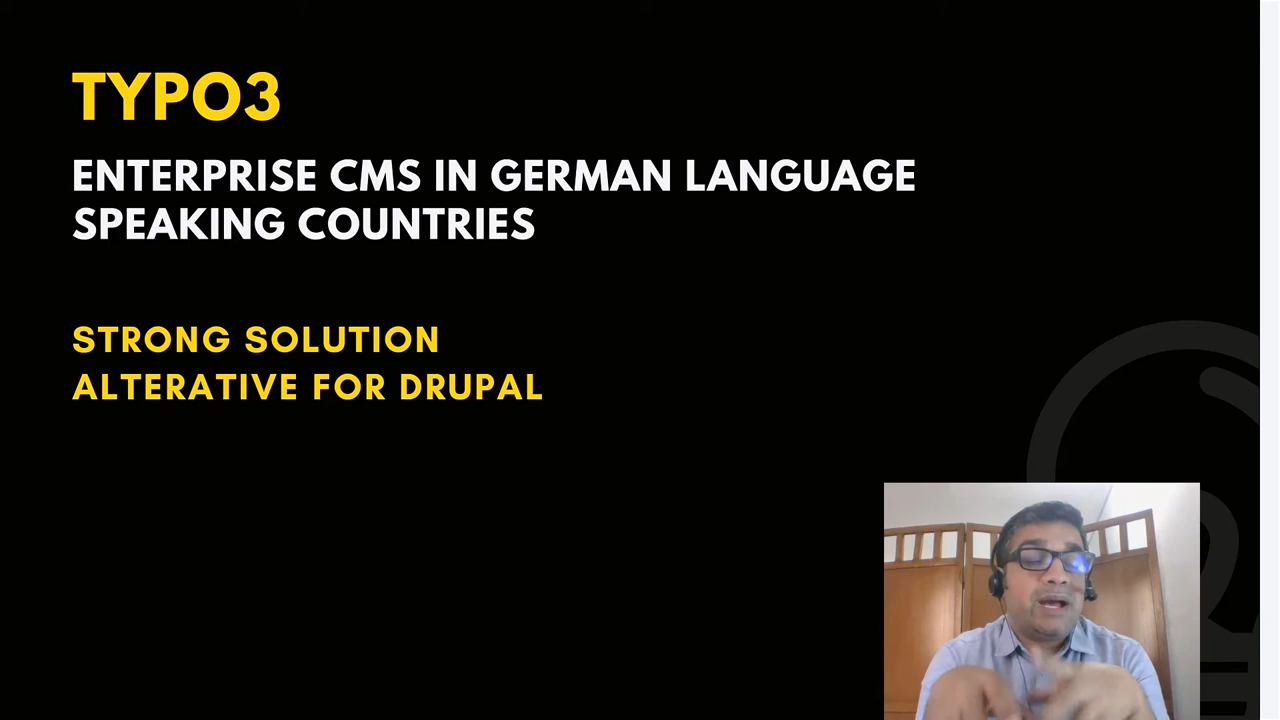 TYPO3
ENTERPRISE CMS IN GERMAN LANGUAGE
SPEAKING COUNTRIES
STRONG SOLUTION
ALTERATIVE FOR DRUPAL